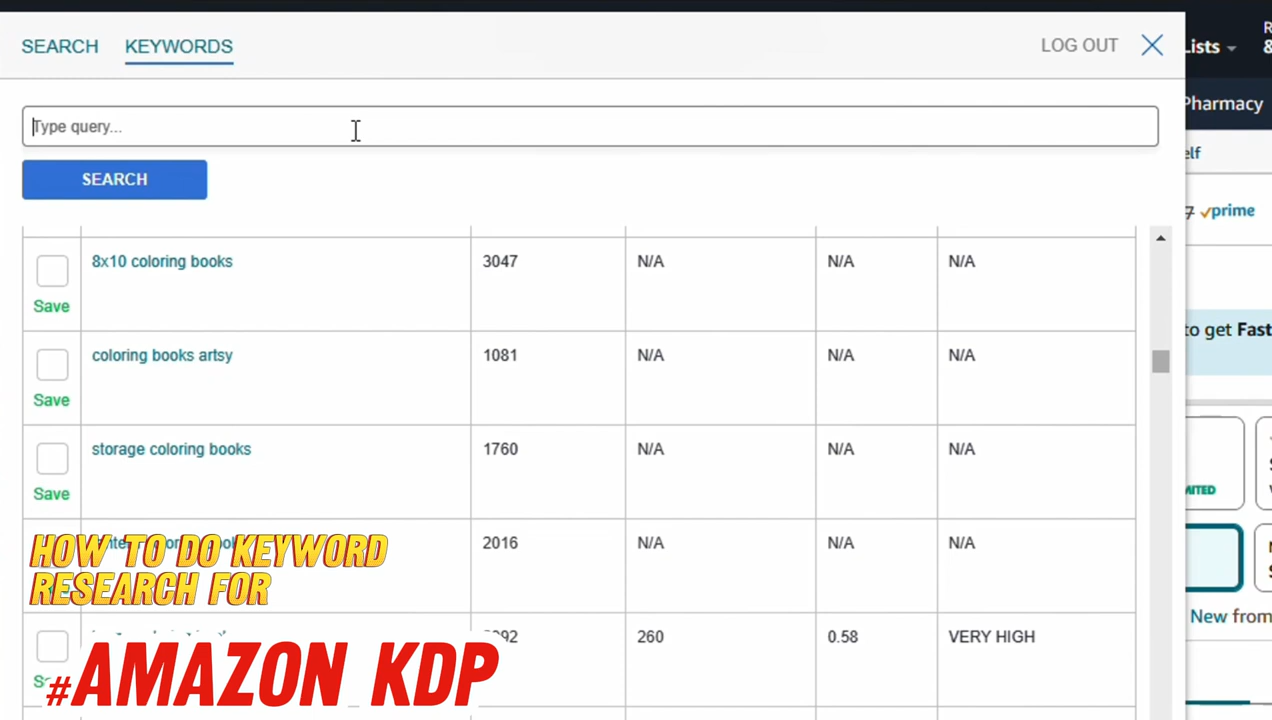 SEARCH KEYWORDS LOG OUT
Lists
Pharmacy
Type query...
elf
SEARCH
prime
8x10 coloring books 3047 N/A N/A N/A
Save
to get Fast
coloring books artsy 1081 N/A N/A N/A
Save
storage coloring books 1760 N/A N/A N/A
Save
2016 N/A N/A N/A
HOW TO DO KEYWORD
RESEARCH FOR
New from
260 0.58 VERY HIGH
#AMAZON KDP